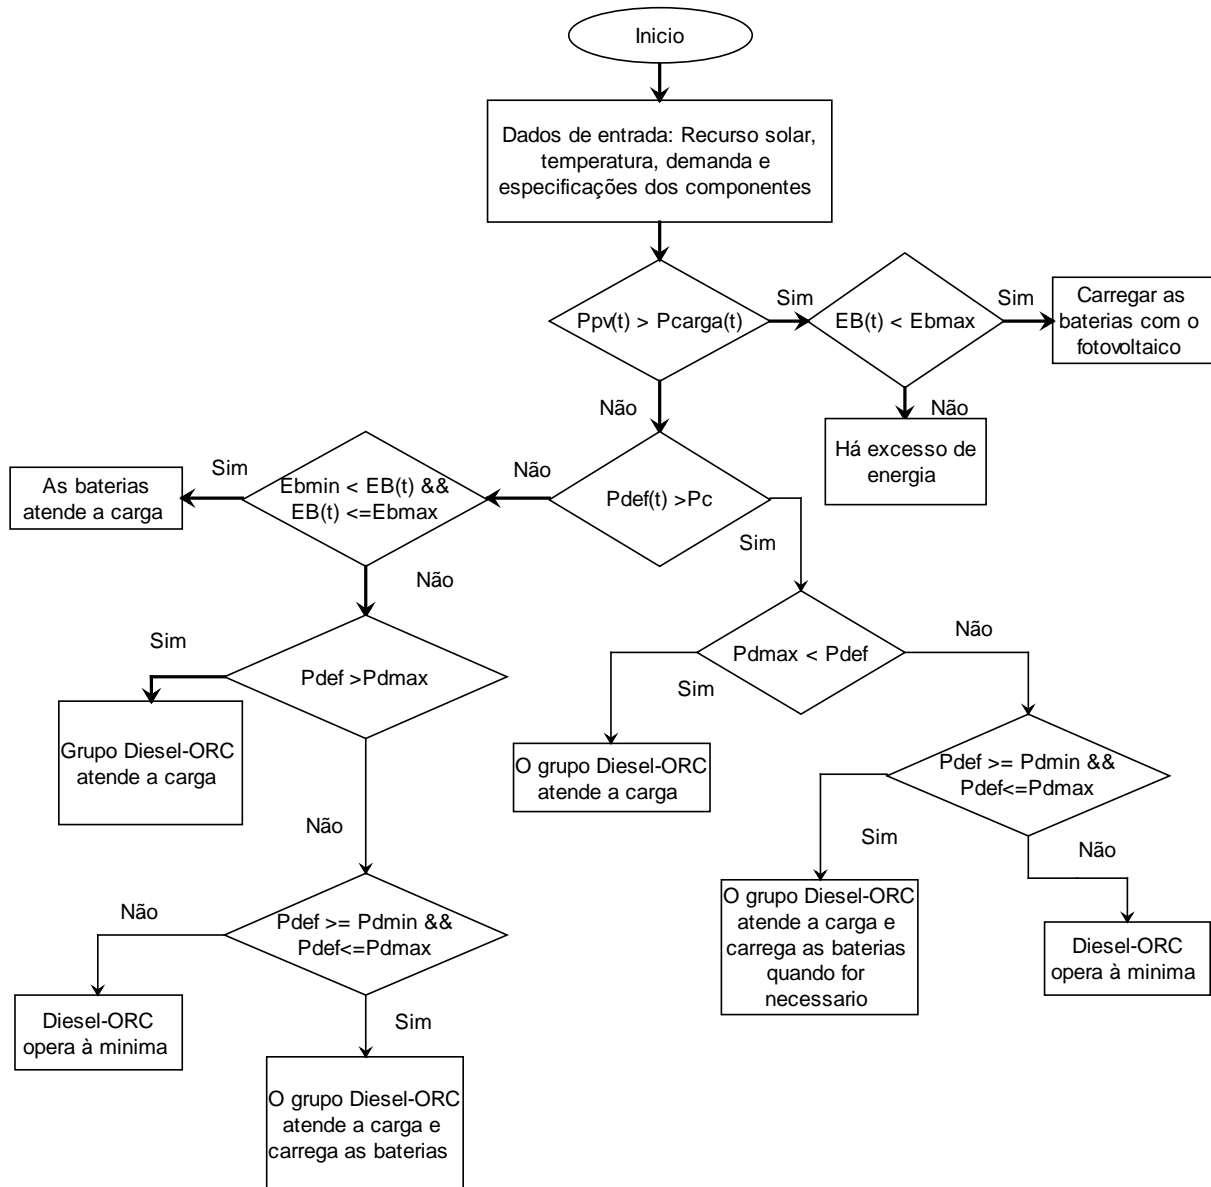 Inicio
Dados de entrada: Recurso solar,
temperatura, demanda e
especificações dos componentes
Ppv(t) > Pcarga(t)
Sim
EB(t) < Ebmax
Sim
Carregar as
baterias com o
fotovoltaico
Não
Não
Há excesso de
energia
Pdef(t) >Pc
Não
Ebmin < EB(t) &&
EB(t) <=Ebmax
Sim
As baterias
atende a carga
Sim
Não
Pdmax < Pdef
Não
Sim
Sim
Pdef >Pdmax
Grupo Diesel-ORC
atende a carga
O grupo Diesel-ORC
atende a carga
Pdef >= Pdmin &&
Pdef<=Pdmax
Não
Sim
Não
O grupo Diesel-ORC
atende a carga e
carrega as baterias
quando for
necessario
Diesel-ORC
opera à minima
Não
Pdef >= Pdmin &&
Pdef<=Pdmax
Diesel-ORC
opera à minima
Sim
O grupo Diesel-ORC
atende a carga e
carrega as baterias